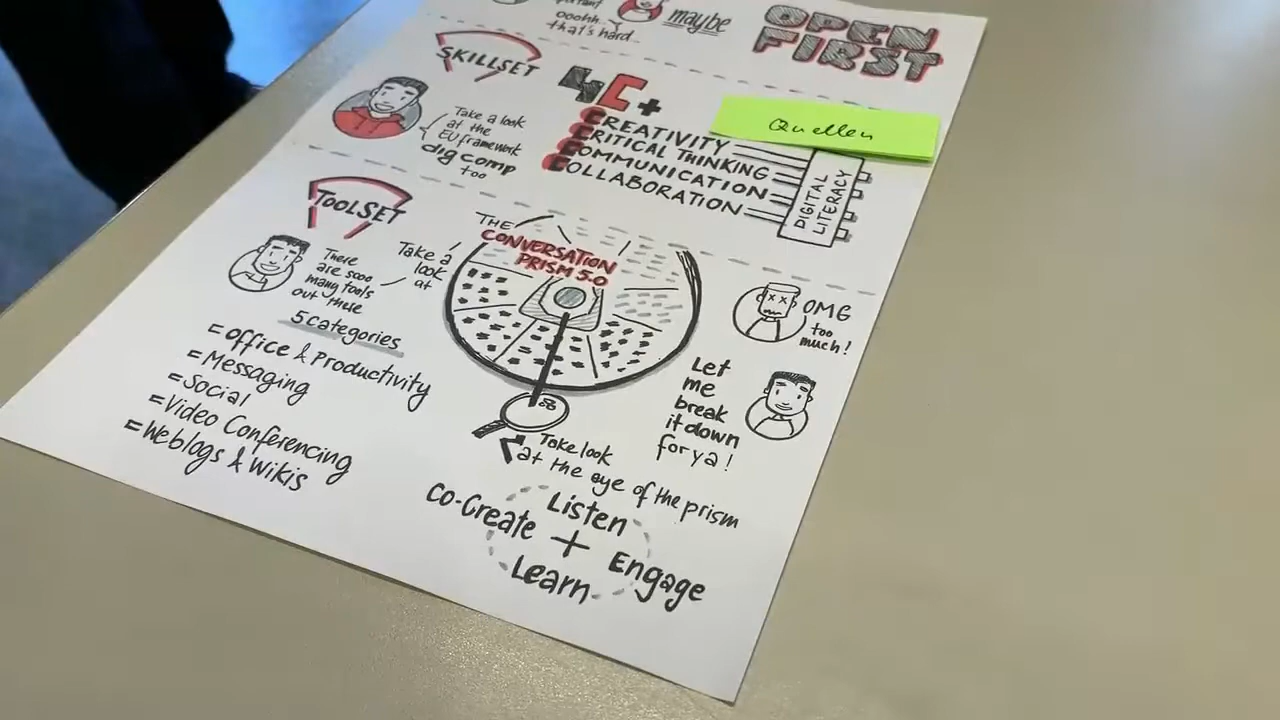 oohh..
that's hard...
maybe
OPEN
FIRST
SKILLSET
Take a look
at the
EU framework
dig comp
too
4C+
CREATIVITY
CRITICAL THINKING
COMMUNICATION
COLLABORATION
DIGITAL
LITERACY
Quellen
TOOLSET
There
are sooo
many tools
out there
Take a
look
at
THE
CONVERSATION
PRISM 5.0
5 categories
= Office & Productivity
= Messaging
= Social
= Video Conferencing
= Weblogs & Wikis
OMG
too
much!
Let
me
break
it down
for ya!
Take look
at the eye of the prism
Co-Create
Listen
+
Learn
Engage